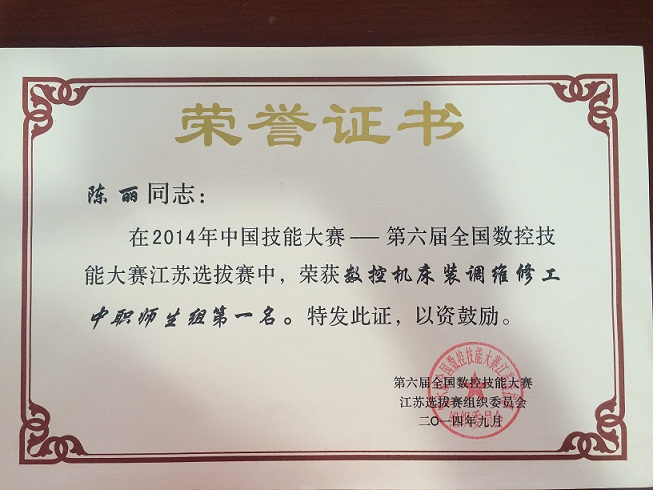 荣誉证书
陈丽同志：
在2014年中国技能大赛——第六届全国数控技
能大赛江苏选拔赛中，荣获数控机床装调维修工
中职师生组第一名。特发此证，以资鼓励。
第六届全国数控技能大赛
江苏选拔赛组织委员会
二〇一四年九月